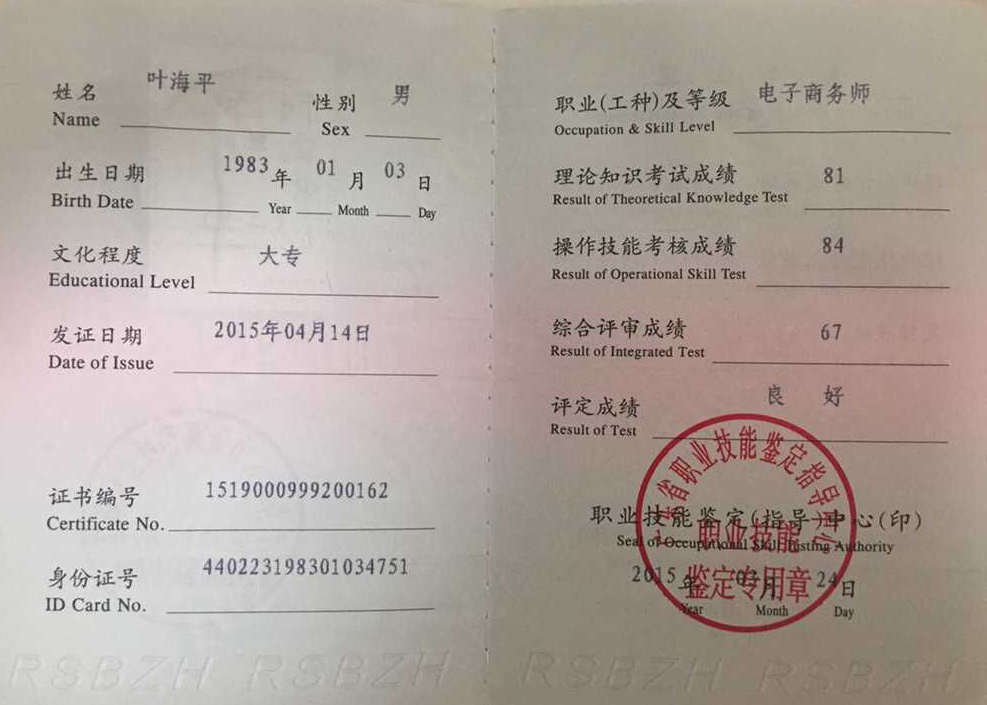 姓名 叶海平 性别 男
Name Sex
出生日期 1983 年 01 月 03 日
Birth Date Year Month Day
文化程度 大专
Educational Level
发证日期 2015年04月14日
Date of Issue
证书编号 1519000999200162
Certificate No.
身份证号 440223198301034751
ID Card No.
RSBZH RSBZH
职业(工种)及等级 电子商务师
Occupation & Skill Level
理论知识考试成绩 81
Result of Theoretical Knowledge Test
操作技能考核成绩 84
Result of Operational Skill Test
综合评审成绩 67
Result of Integrated Test
评定成绩 良 好
Result of Test
省职业技能鉴定指导中心
职业技能鉴定(指导)中心(印)
职业技能
Seal of Occupational Skill Testing Authority
鉴定专用章
2015 年 月 24 日
Year Month Day
RSBZH RSBZH